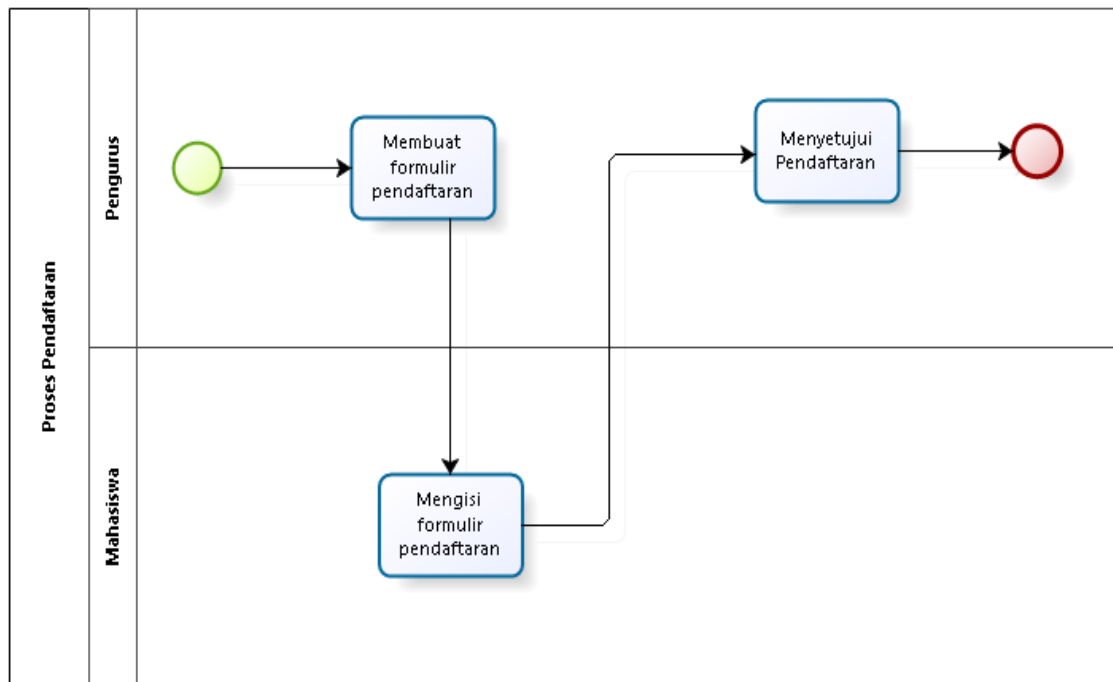 Proses Pendaftaran
Pengurus
Membuat
formulir
pendaftaran
Menyetujui
Pendaftaran
Mahasiswa
Mengisi
formulir
pendaftaran